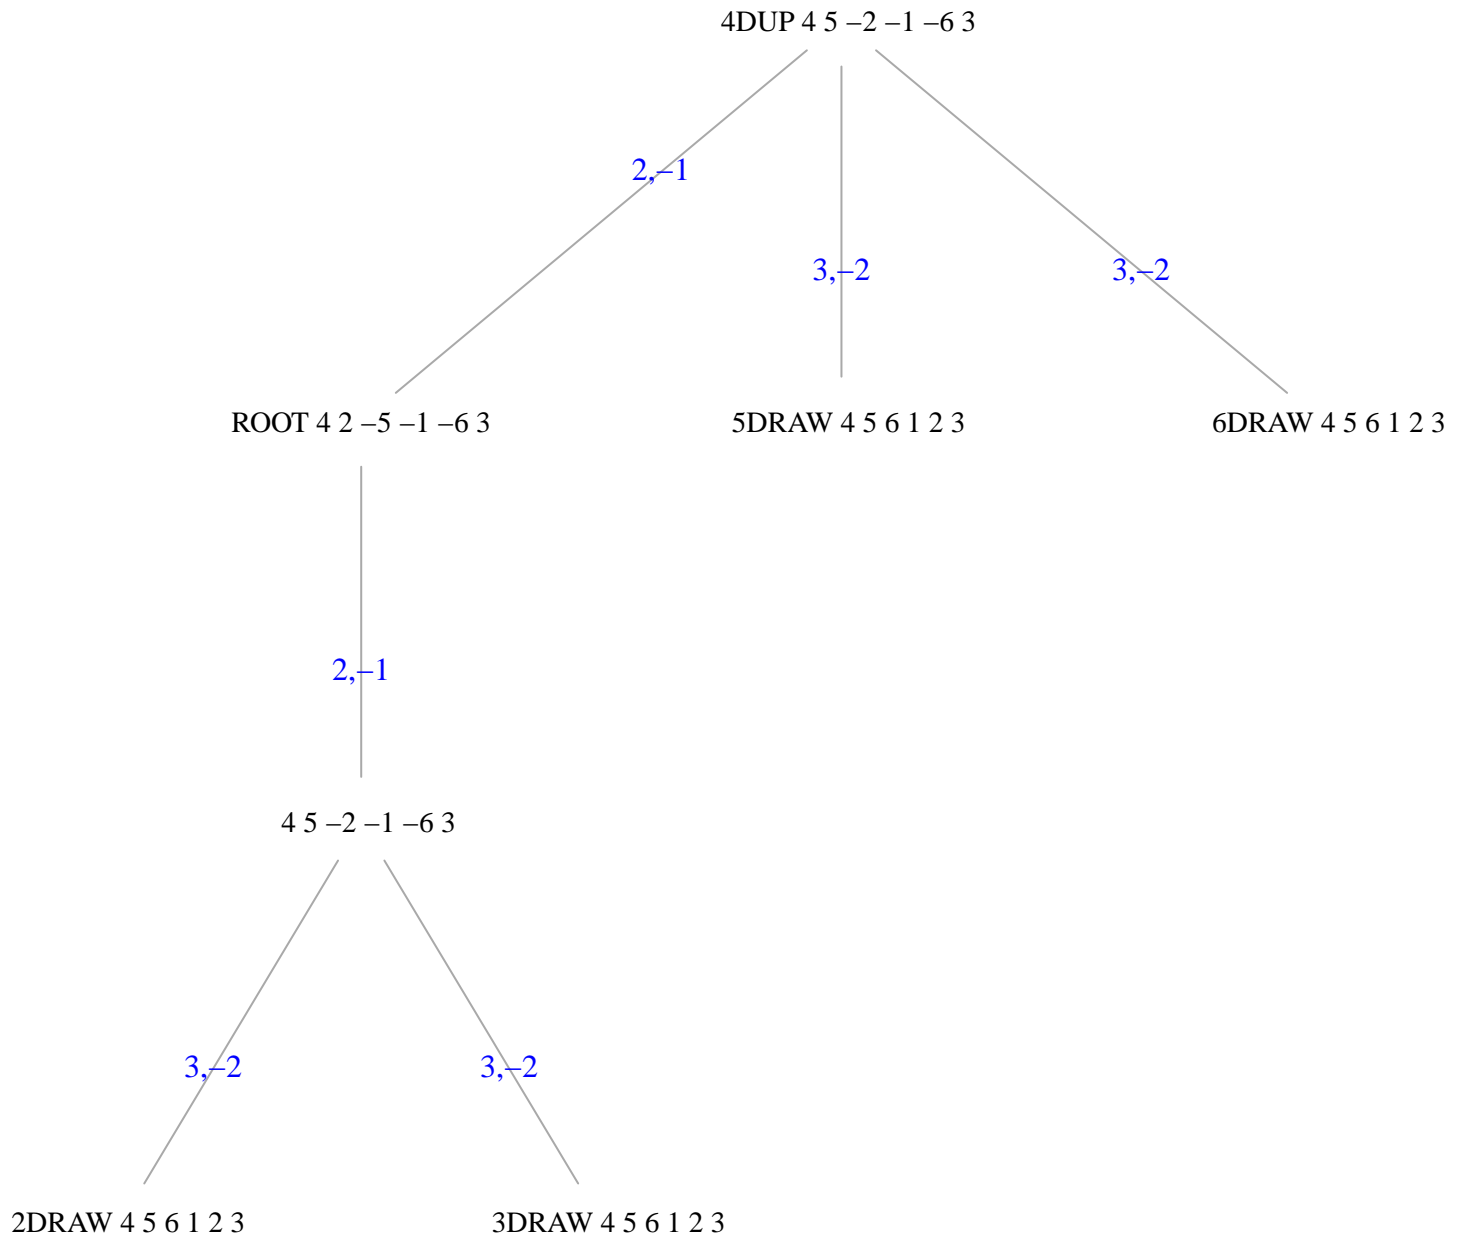 4DUP 4 5 –2 –1 –6 3
2,–1
3,–2
3,–2
ROOT 4 2 –5 –1 –6 3
5DRAW 4 5 6 1 2 3
6DRAW 4 5 6 1 2 3
2,–1
4 5 –2 –1 –6 3
3,–2
3,–2
2DRAW 4 5 6 1 2 3
3DRAW 4 5 6 1 2 3